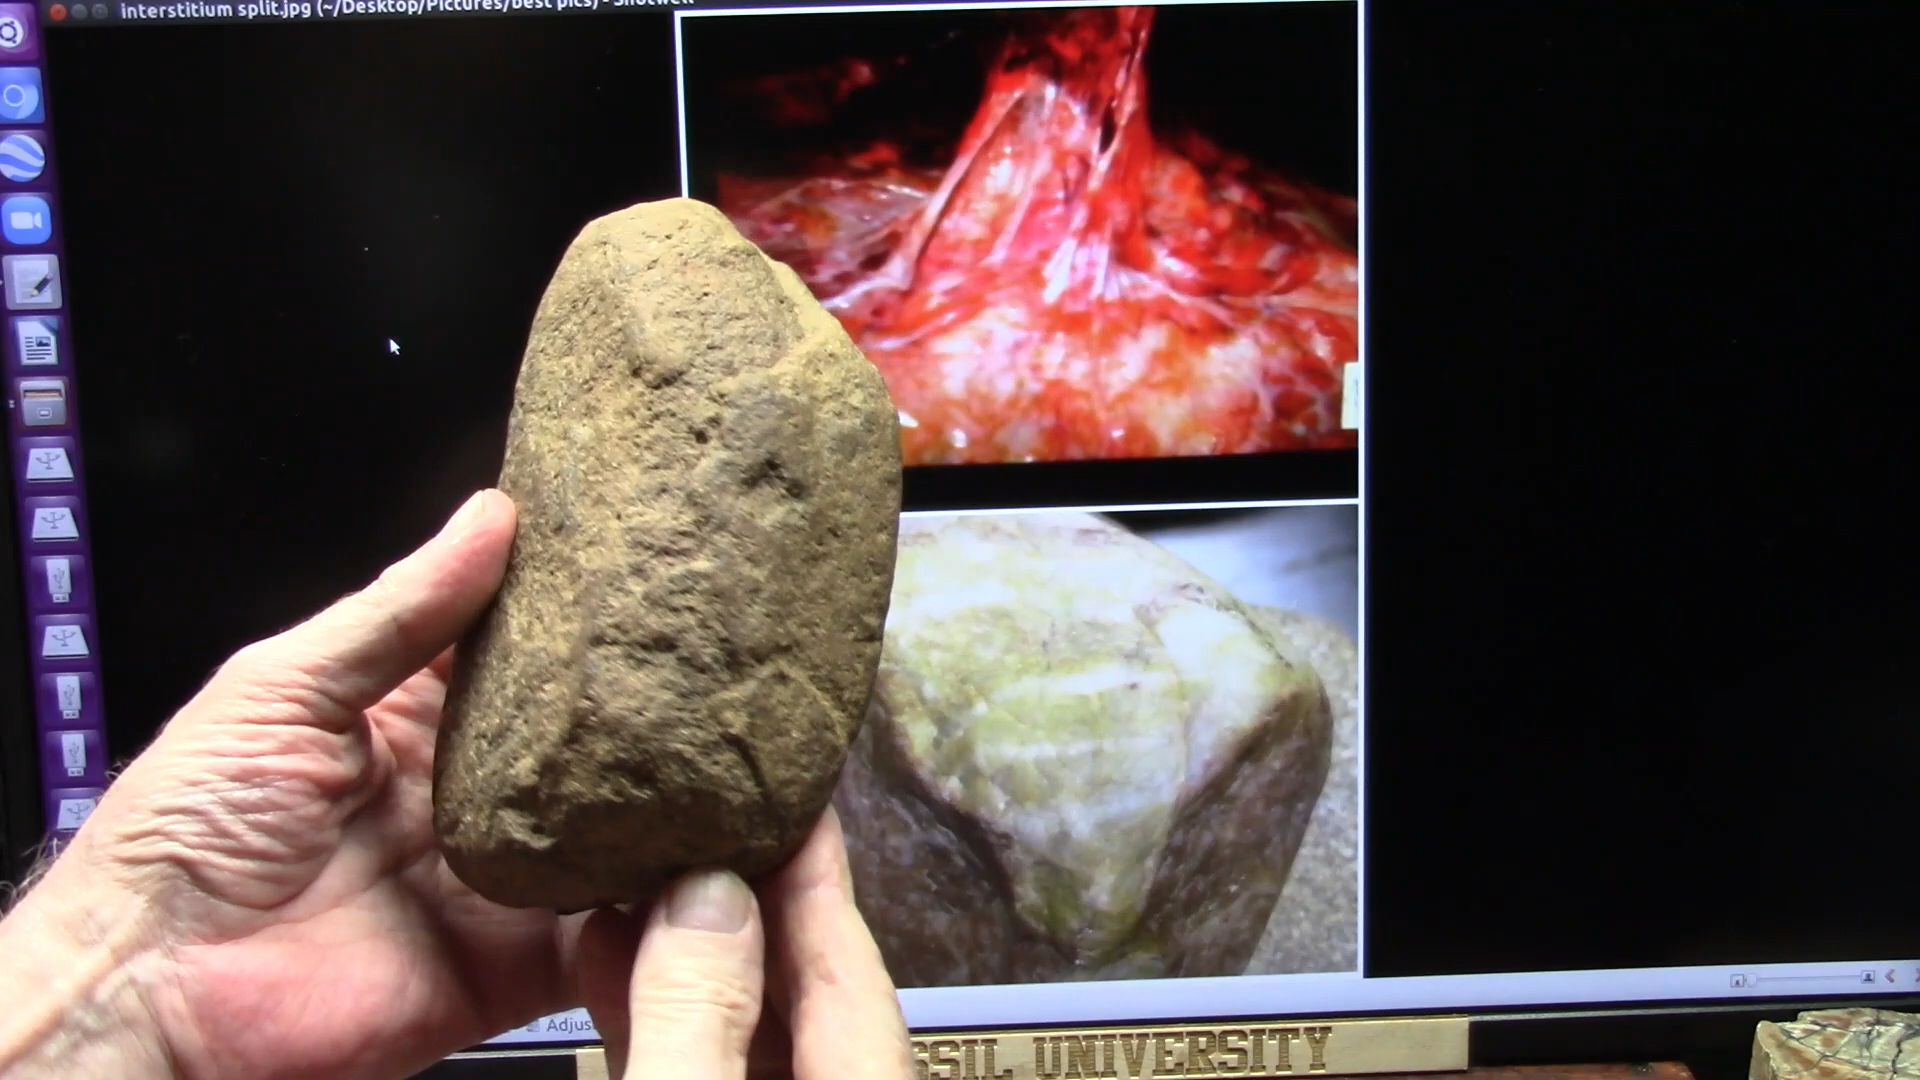 interstitium split.jpg (~/Desktop/Pictures/best pics) - Shotwell
Adjus
SSIL UNIVERSITY